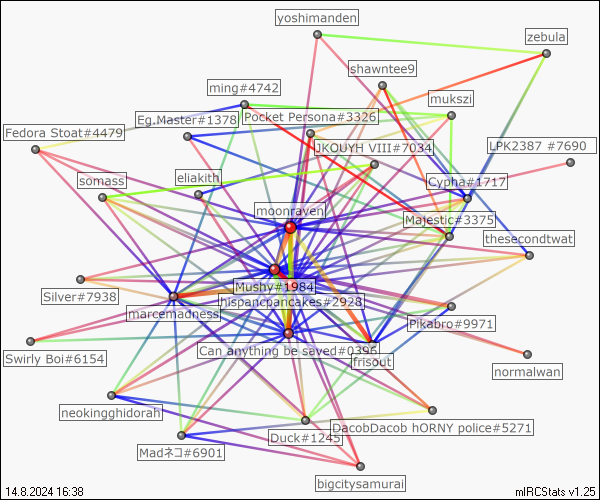 yoshimanden
zebula
shawntee9
ming#4742
mukszi
Eg.Master#1378
Pocket Persona#3326
Fedora Stoat#4479
JKOUYH VIII#7034
LPK2387 #7690
somass
eliakith
Cypha#1717
moonraven
Majestic#3375
thesecondtwat
Mushy#1984
Silver#7938
hispancpancakes#2928
marcemadness
Pikabro#9971
Swirly Boi#6154
Can anything be saved#0396
frisout
normalwan
neokingghidorah
DacobDacob hORNY police#5271
Duck#1245
Madネコ#6901
bigcitysamurai
14.8.2024 16:38
mIRCStats v1.25